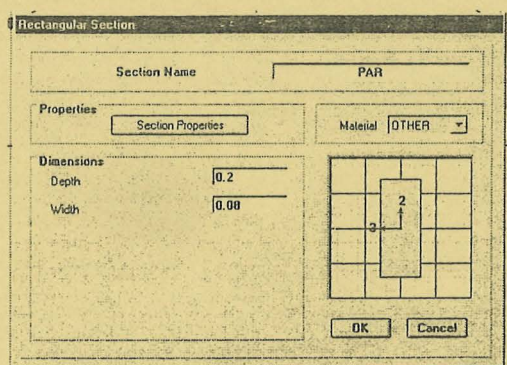 Rectangular Section
Section Name PAR
Properties
Section Properties
Material OTHER
Dimensions
Depth 0.2
Width 0.08
2
3
OK Cancel